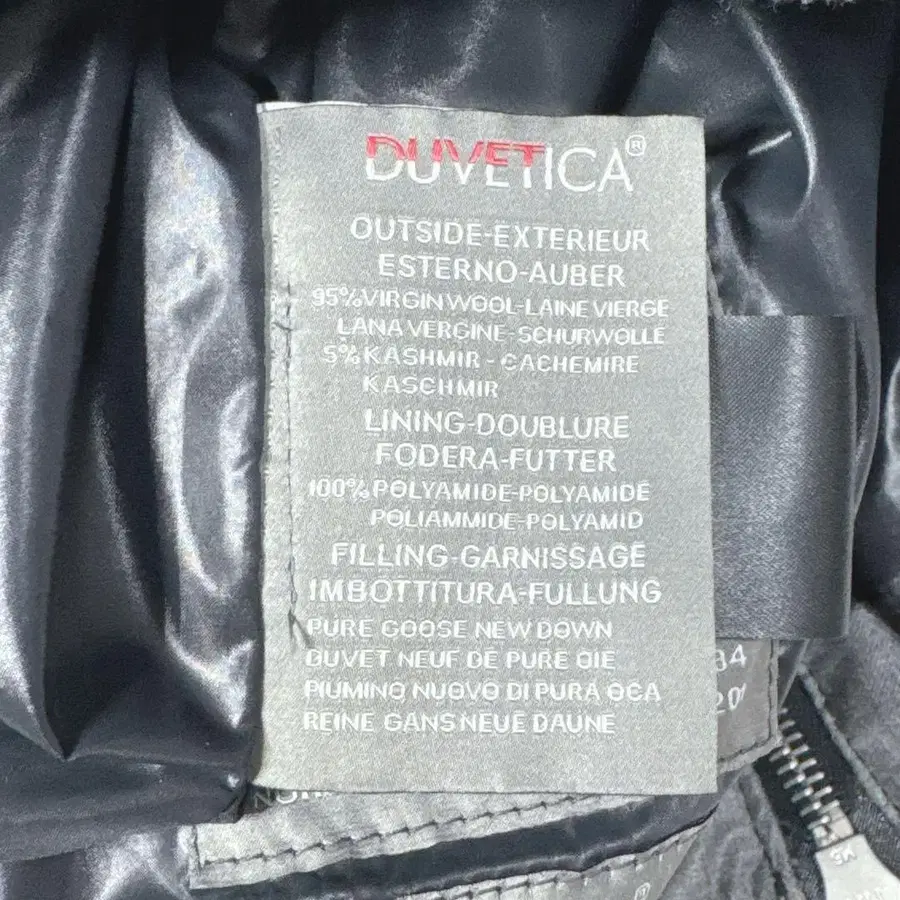 DUVETICA®
OUTSIDE-EXTERIEUR
ESTERNO-AUBER
95%VIRGIN WOOL-LAINE VIERGE
LANA VERGINE-SCHURWOLLE
5%KASHMIR - CACHEMIRE
KASCHMIR
LINING-DOUBLURE
FODERA-FUTTER
100%POLYAMIDE-POLYAMIDE
POLIAMMIDE-POLYAMID
FILLING-GARNISSAGE
IMBOTTITURA-FULLUNG
PURE GOOSE NEW DOWN
DUVET NEUF DE PURE OIE
PIUMINO NUOVO DI PURA OCA
REINE GANS NEUE DAUNE